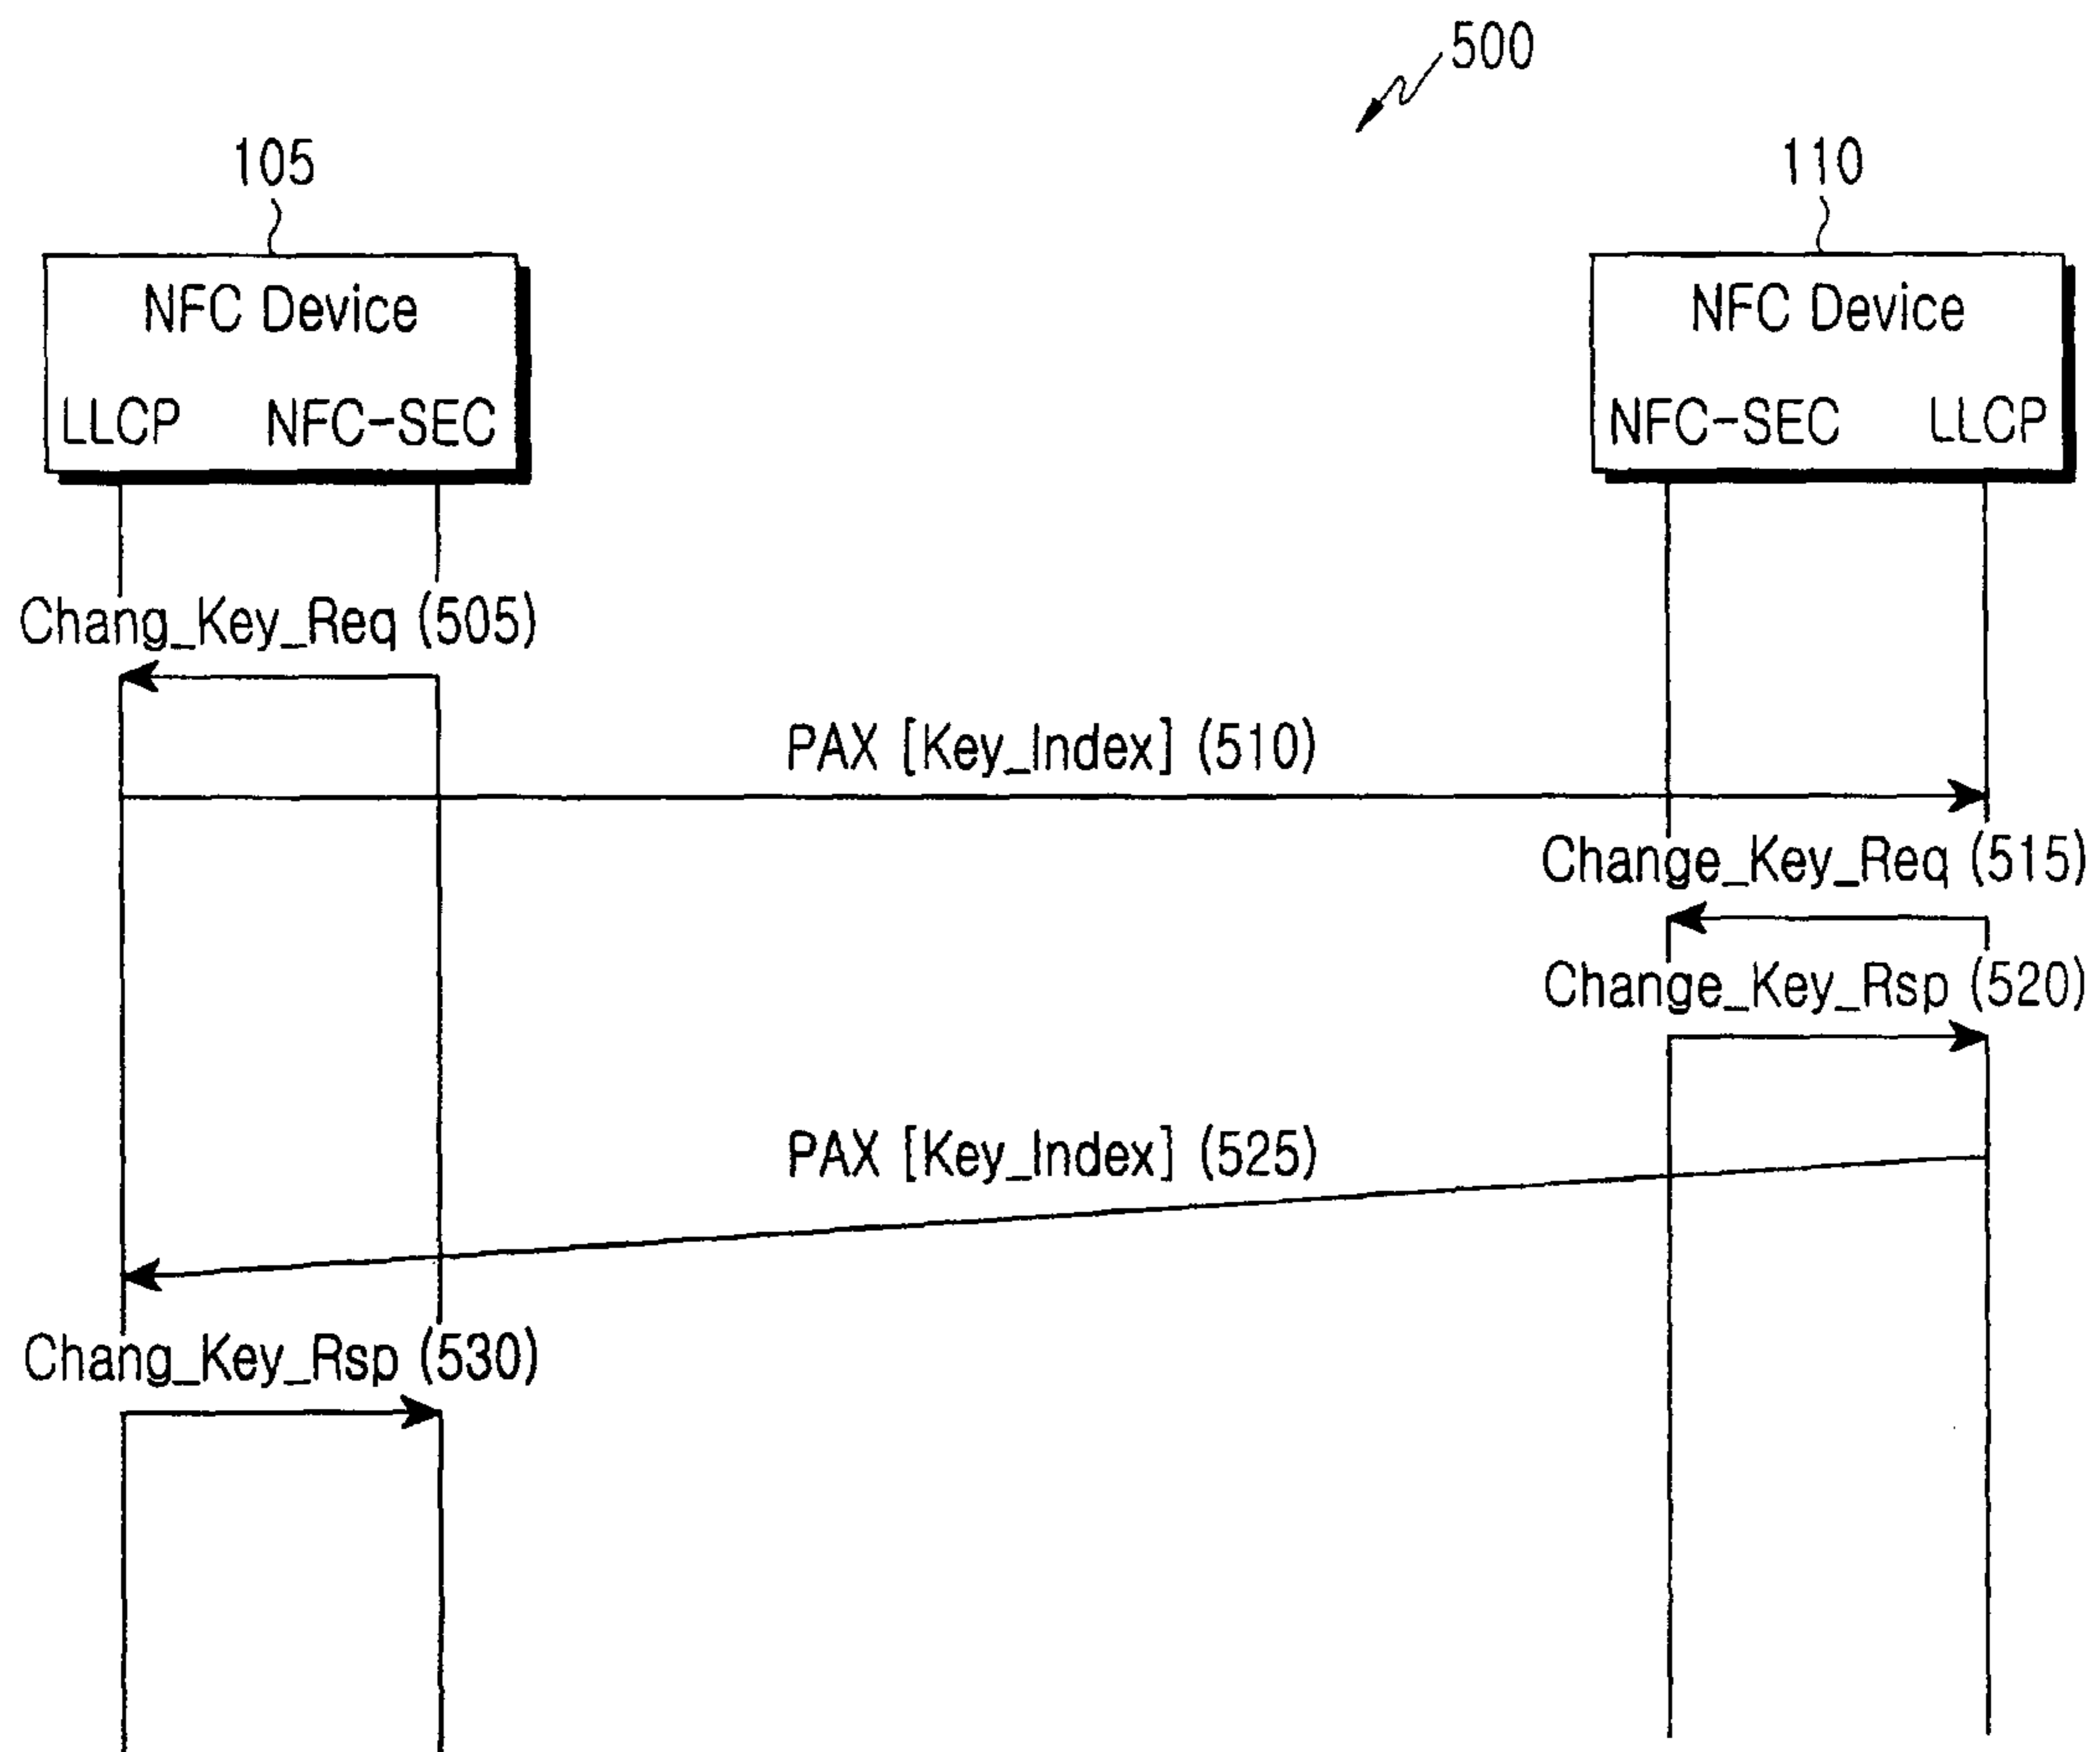 500
105
110
NFC Device
LLCP NFC-SEC
NFC Device
NFC-SEC LLCP
Chang_Key_Req (505)
PAX [Key_Index] (510)
Change_Key_Req (515)
Change_Key_Rsp (520)
PAX [Key_Index] (525)
Chang_Key_Rsp (530)